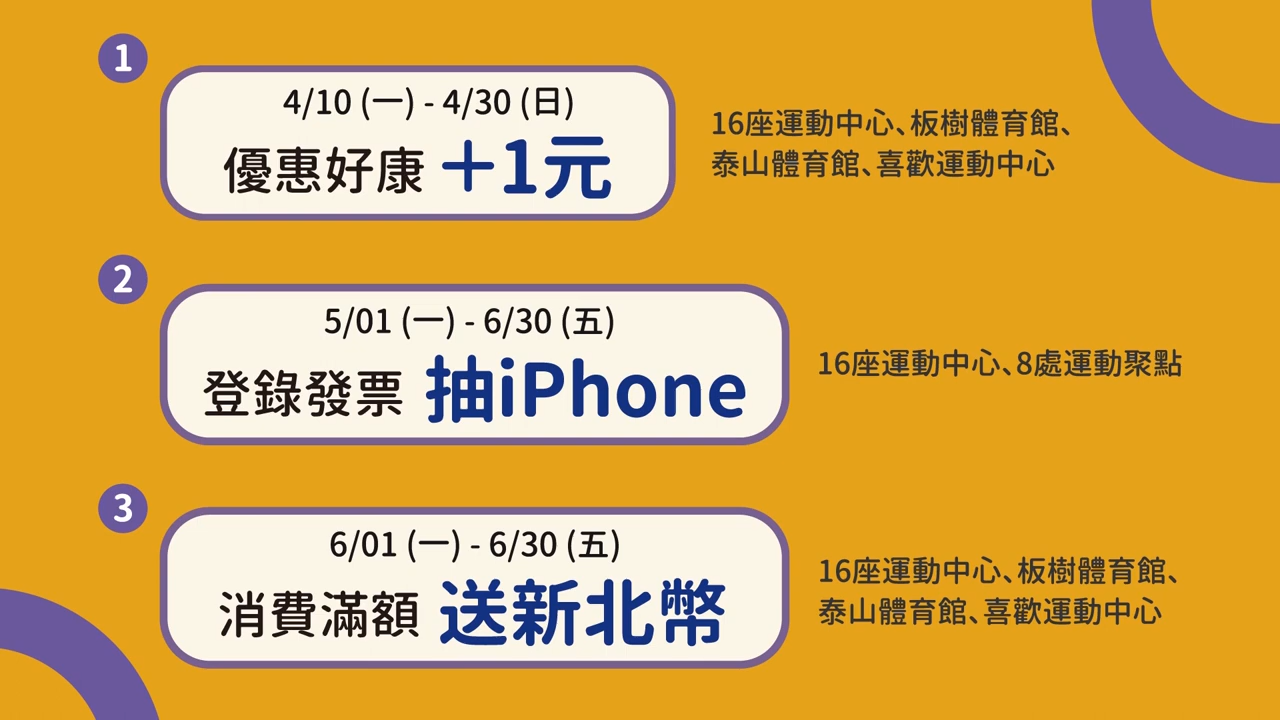 1
4/10 (一) - 4/30 (日)
優惠好康 +1元
16座運動中心、板樹體育館、
泰山體育館、喜歡運動中心
2
5/01 (一) - 6/30 (五)
登錄發票 抽iPhone
16座運動中心、8處運動聚點
3
6/01 (一) - 6/30 (五)
消費滿額 送新北幣
16座運動中心、板樹體育館、
泰山體育館、喜歡運動中心